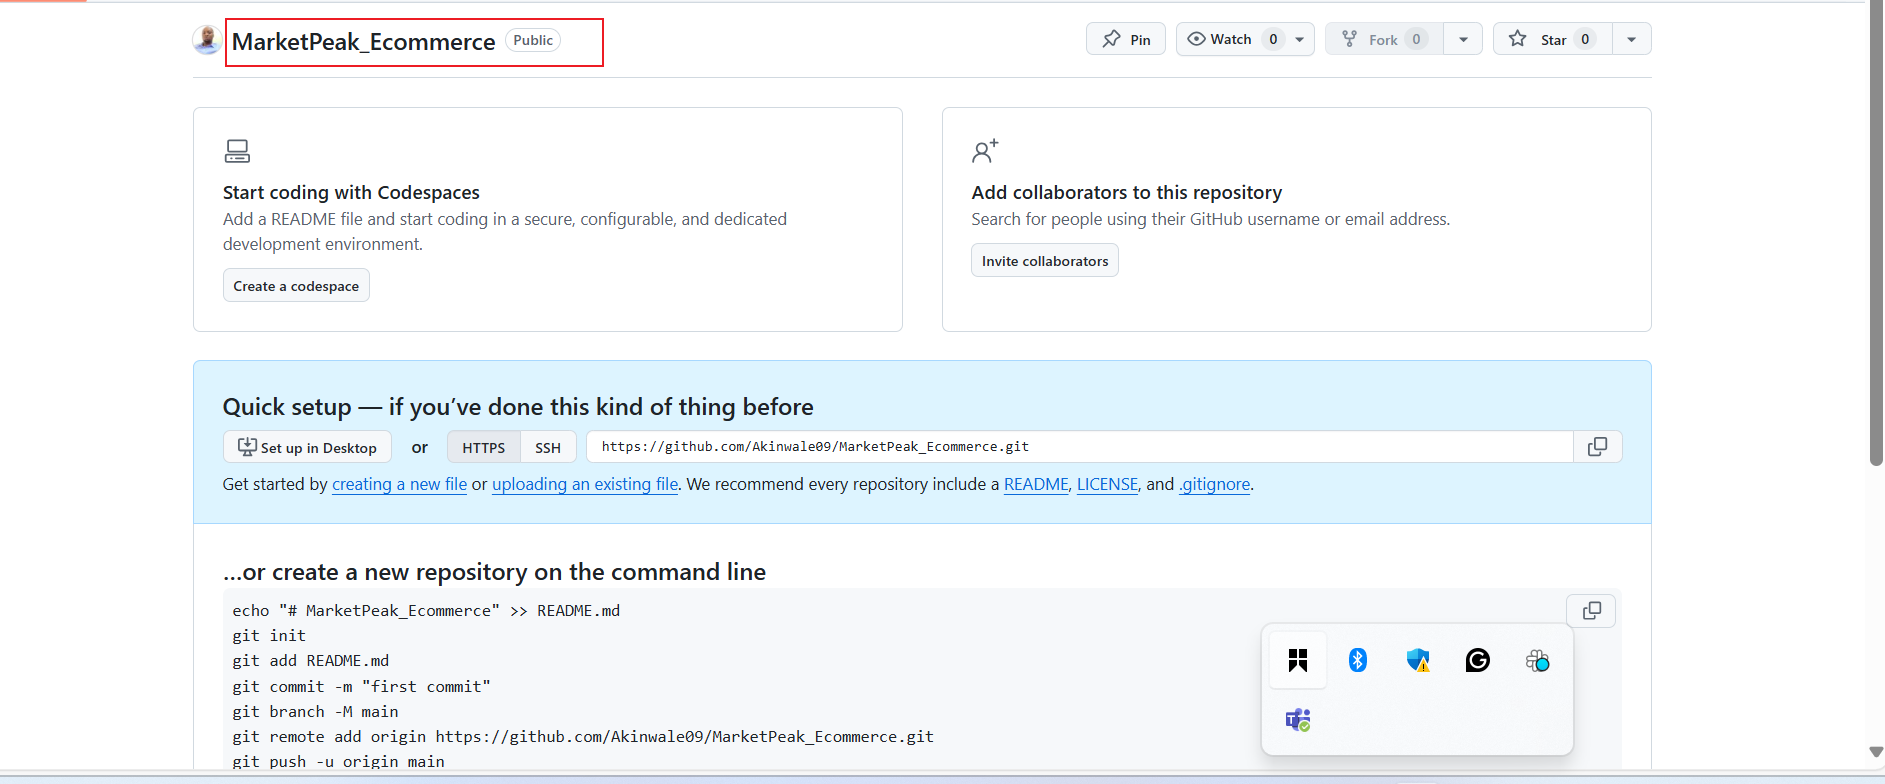 MarketPeak_Ecommerce Public Pin Watch 0 Fork 0 Star 0
Start coding with Codespaces
Add a README file and start coding in a secure, configurable, and dedicated
development environment.
Create a codespace
Add collaborators to this repository
Search for people using their GitHub username or email address.
Invite collaborators
Quick setup — if you’ve done this kind of thing before
Set up in Desktop or HTTPS SSH https://github.com/Akinwale09/MarketPeak_Ecommerce.git
Get started by creating a new file or uploading an existing file. We recommend every repository include a README, LICENSE, and .gitignore.
…or create a new repository on the command line
echo "# MarketPeak_Ecommerce" >> README.md
git init
git add README.md
git commit -m "first commit"
git branch -M main
git remote add origin https://github.com/Akinwale09/MarketPeak_Ecommerce.git
git push -u origin main